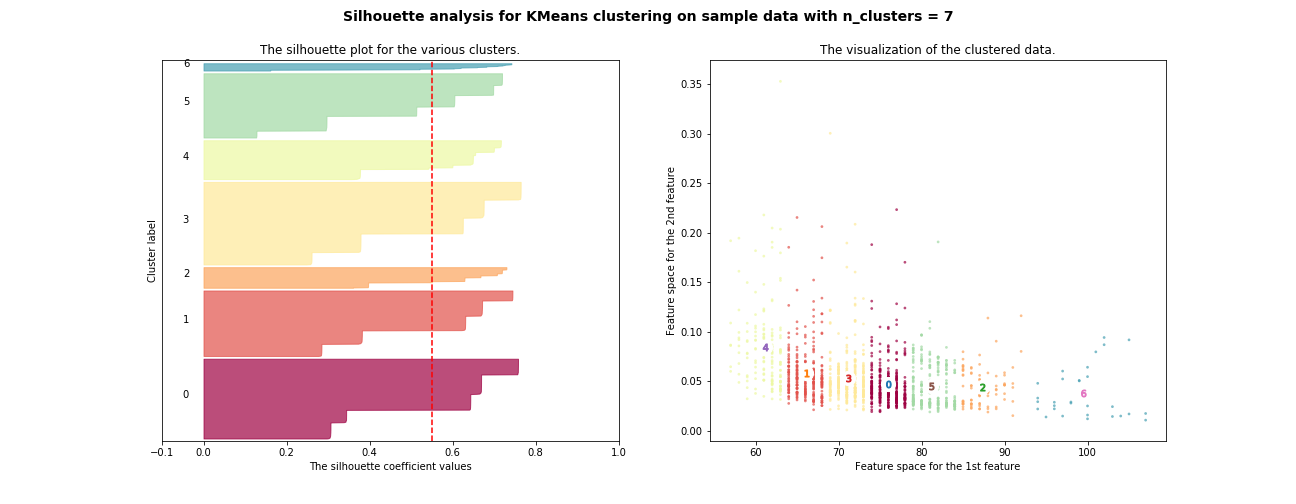 Silhouette analysis for KMeans clustering on sample data with n_clusters = 7
The silhouette plot for the various clusters.
6
5
4
3
2
1
0
Cluster label
−0.1 0.0 0.2 0.4 0.6 0.8 1.0
The silhouette coefficient values
The visualization of the clustered data.
0.35
0.30
0.25
0.20
0.15
0.10
0.05
0.00
Feature space for the 2nd feature
4 1 3 0 5 2 6
60 70 80 90 100
Feature space for the 1st feature